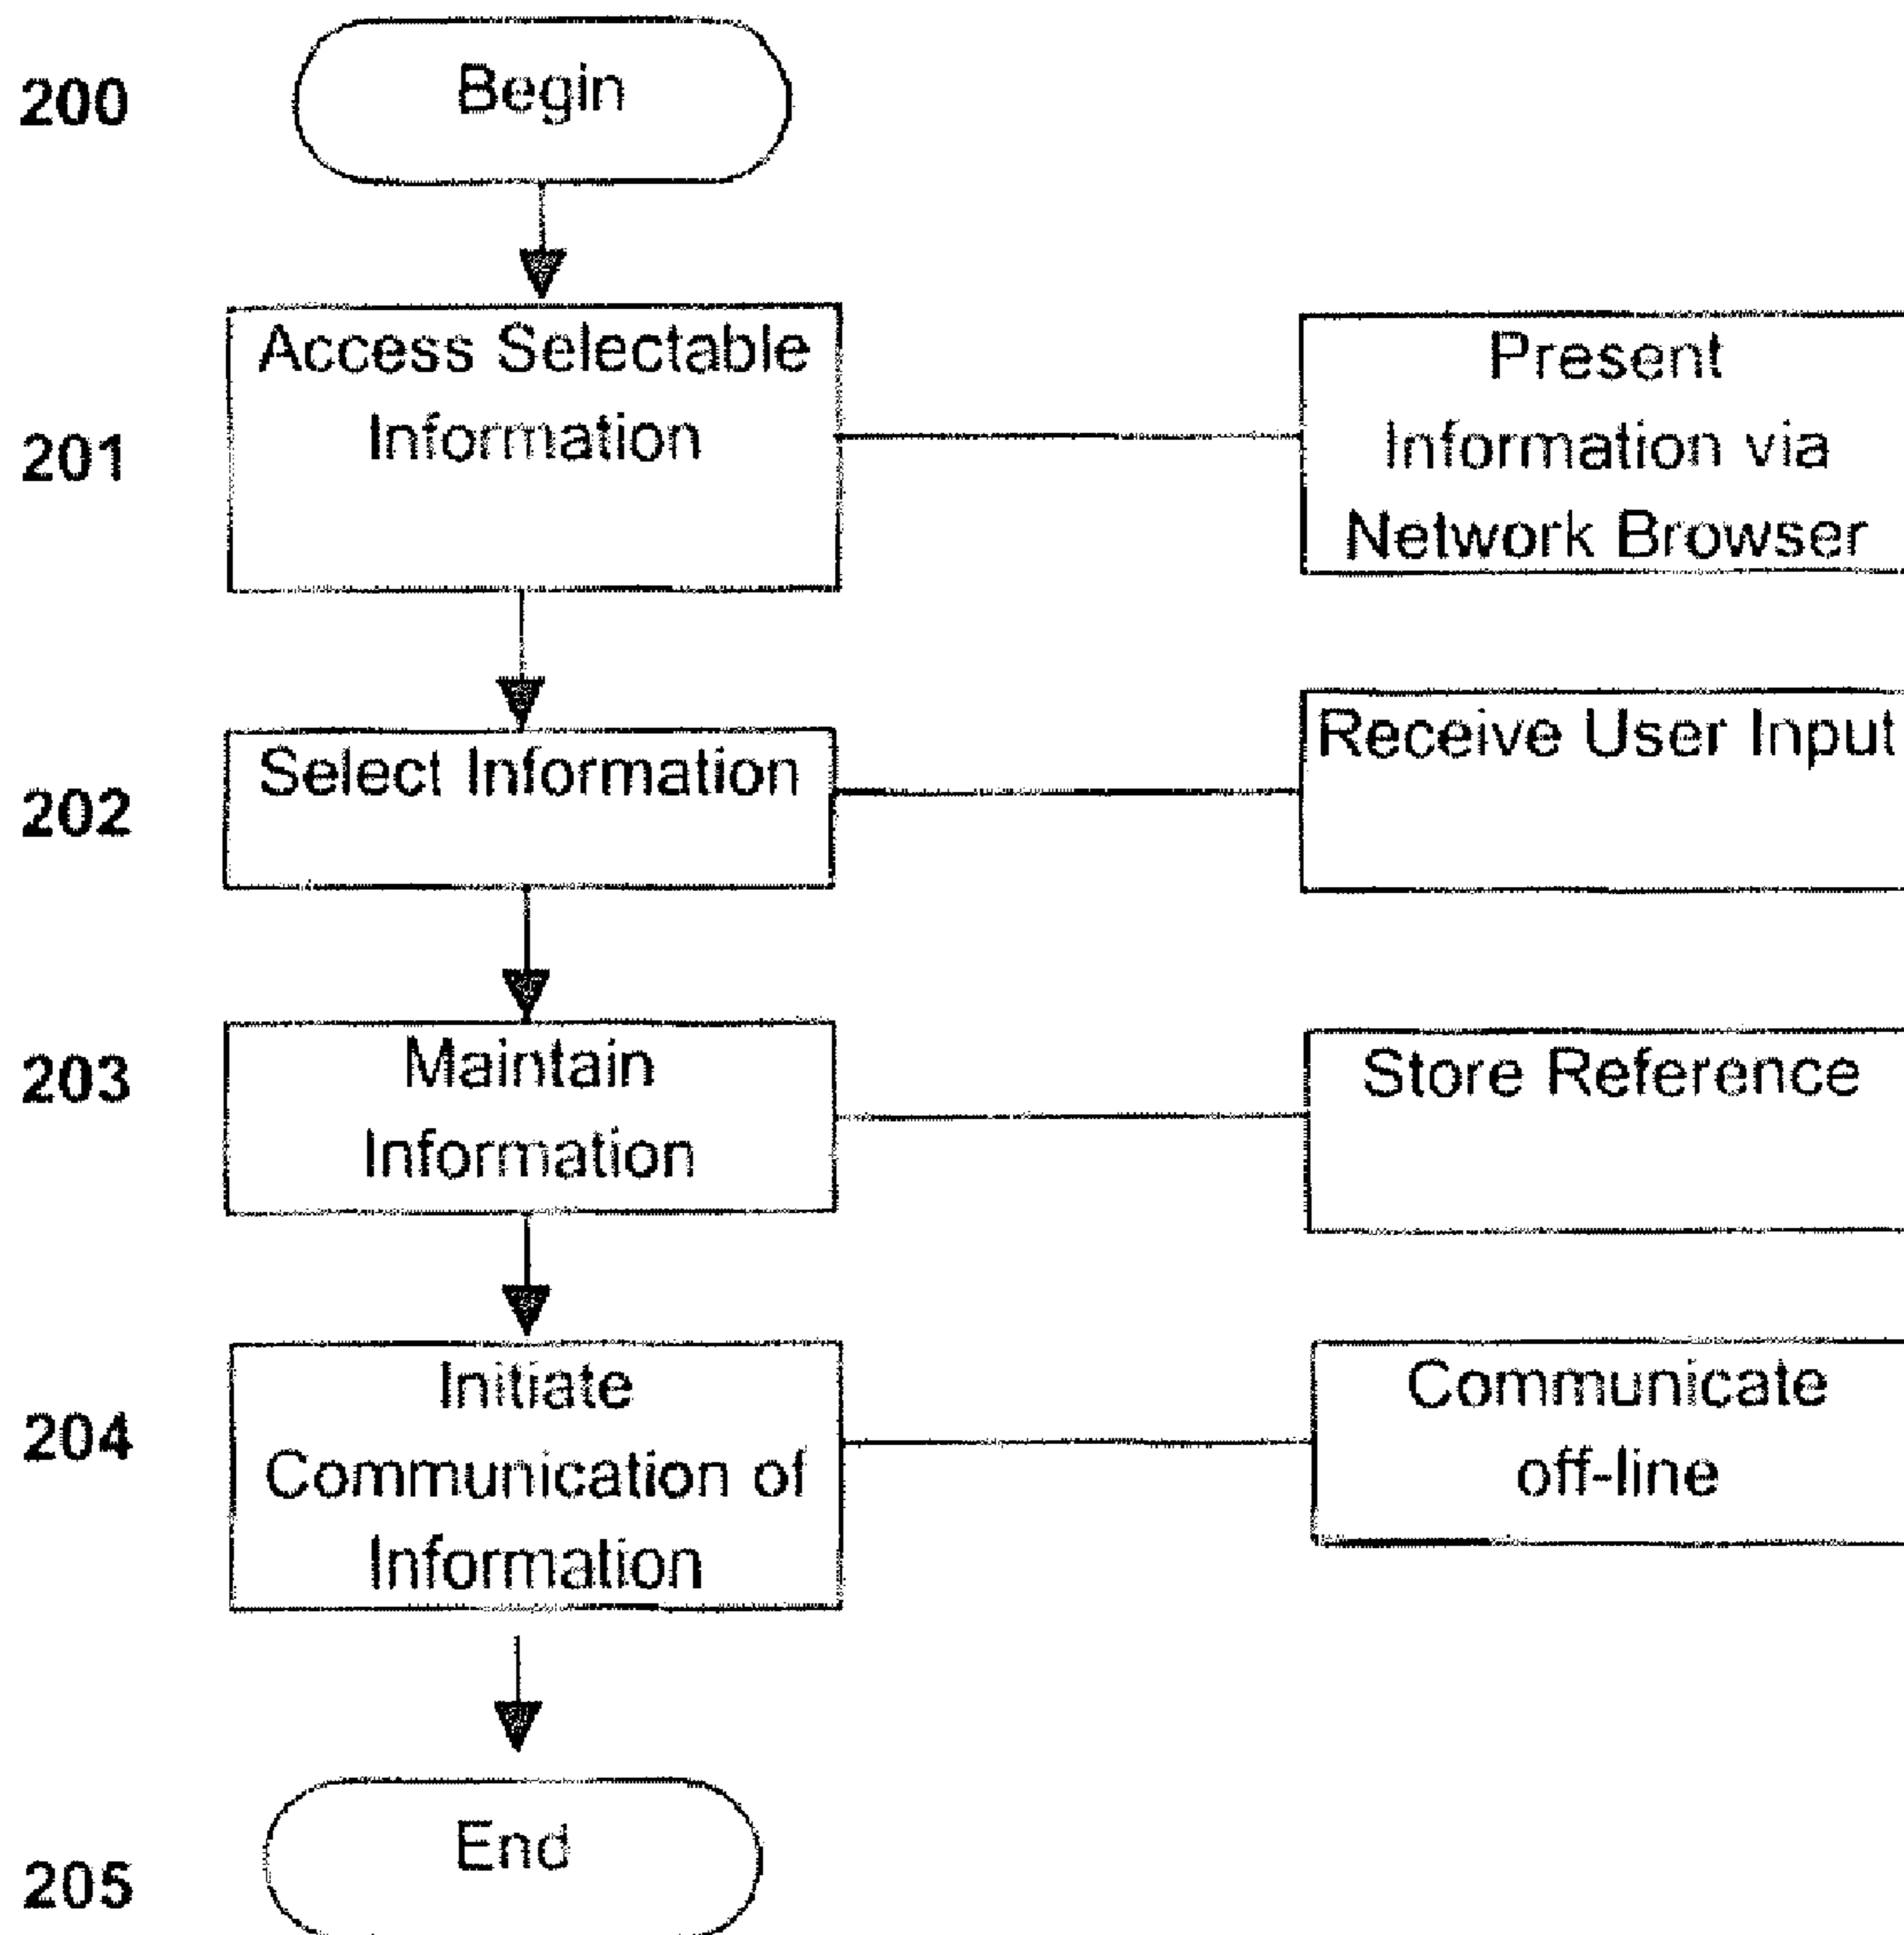 200
Begin
201
Access Selectable
Information
Present
Information via
Network Browser
202
Select Information
Receive User Input
203
Maintain
Information
Store Reference
204
Initiate
Communication of
Information
Communicate
off-line
205
End